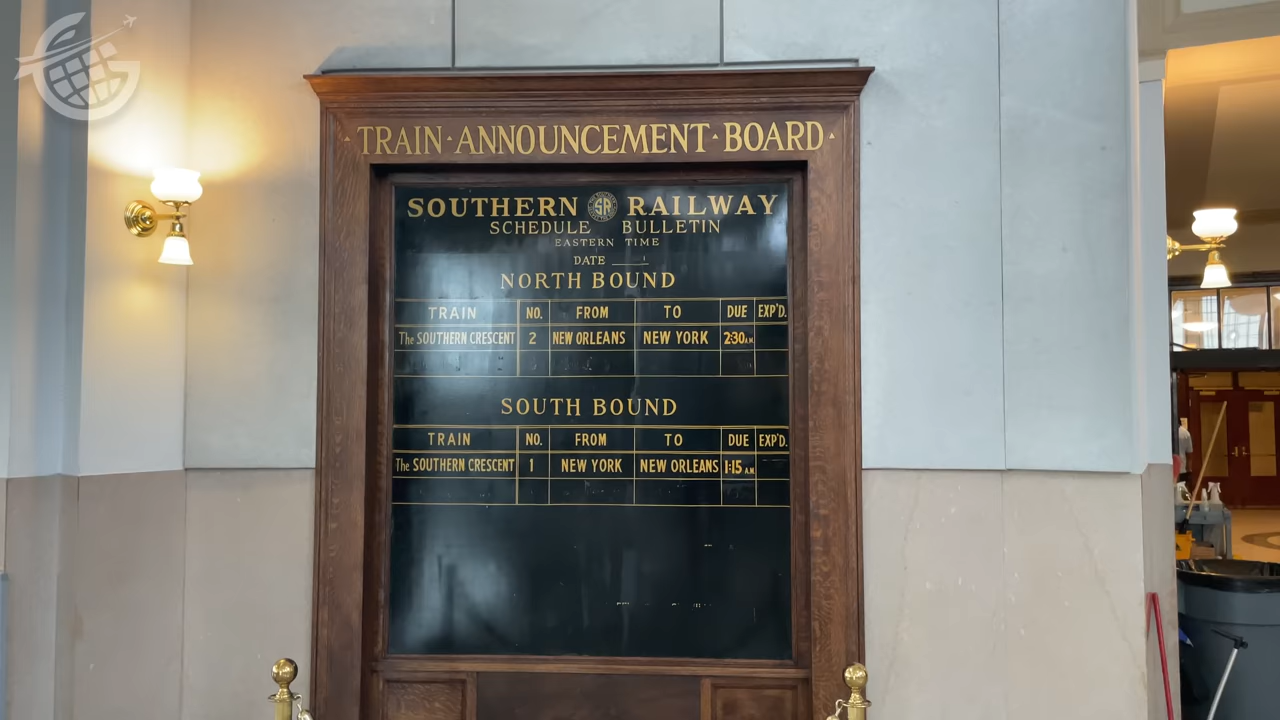 TRAIN·ANNOUNCEMENT·BOARD
SOUTHERN SR RAILWAY
SCHEDULE BULLETIN
EASTERN TIME
DATE
NORTH BOUND
TRAIN NO. FROM TO DUE EXP'D.
The SOUTHERN CRESCENT 2 NEW ORLEANS NEW YORK 2:30 A.M.
SOUTH BOUND
TRAIN NO. FROM TO DUE EXP'D.
The SOUTHERN CRESCENT 1 NEW YORK NEW ORLEANS 1:15 A.M.